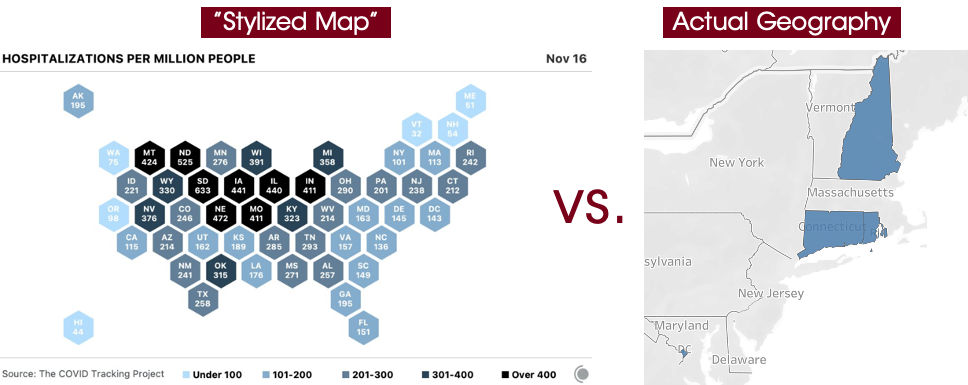 “Stylized Map”
Actual Geography
HOSPITALIZATIONS PER MILLION PEOPLE
Nov 16
AK
195
ME
51
VT
32
NH
64
WA
75
MT
424
ND
525
MN
276
WI
391
MI
358
NY
101
MA
113
RI
242
ID
221
WY
330
SD
633
IA
441
IL
440
IN
411
OH
290
PA
201
NJ
238
CT
212
OR
98
NV
376
CO
246
NE
472
MO
411
KY
323
WV
214
MD
163
DE
145
DC
143
CA
115
AZ
214
UT
162
KS
189
AR
285
TN
293
VA
157
NC
136
NM
241
OK
315
LA
176
MS
271
AL
257
SC
149
TX
258
GA
195
HI
44
FL
151
Source: The COVID Tracking Project
Under 100
101-200
201-300
301-400
Over 400
VS.
Vermont
New York
Massachusetts
Connecticut
RI
sylvania
New Jersey
Maryland
DC
Delaware